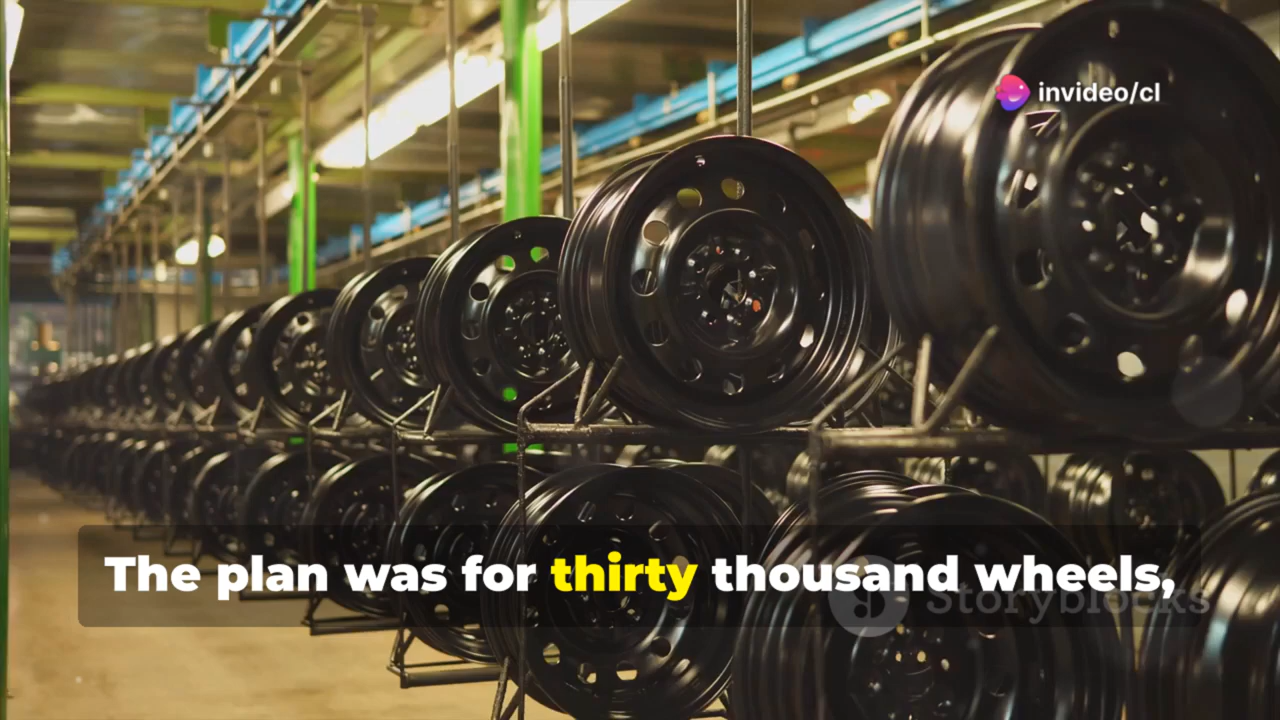 invideo/cl
The plan was for thirty thousand wheels,
Storyblocks